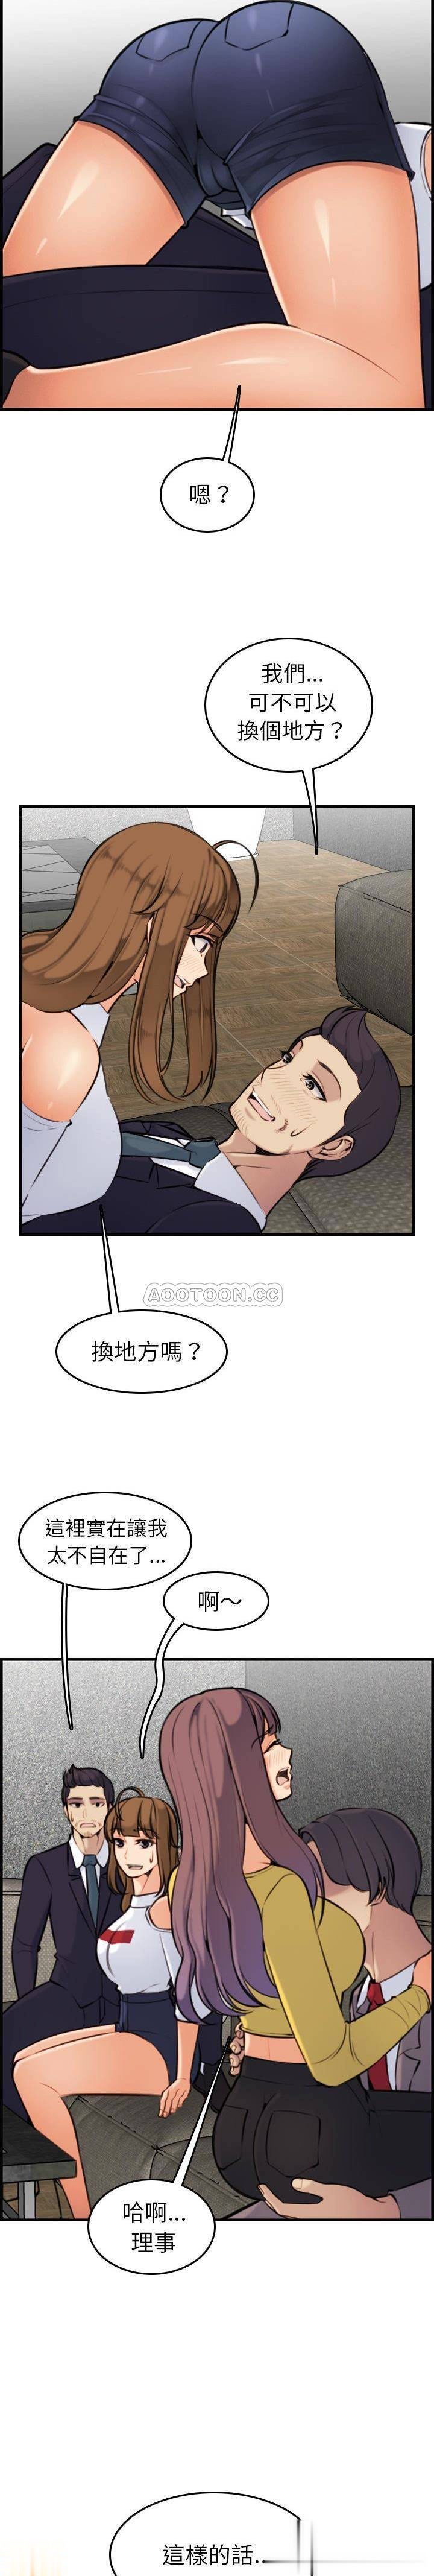 嗯？
我們...
可不可以
換個地方？
AOOTOON.CC
換地方嗎？
這裡實在讓我
太不自在了...
啊～
哈啊...
理事
這樣的話..